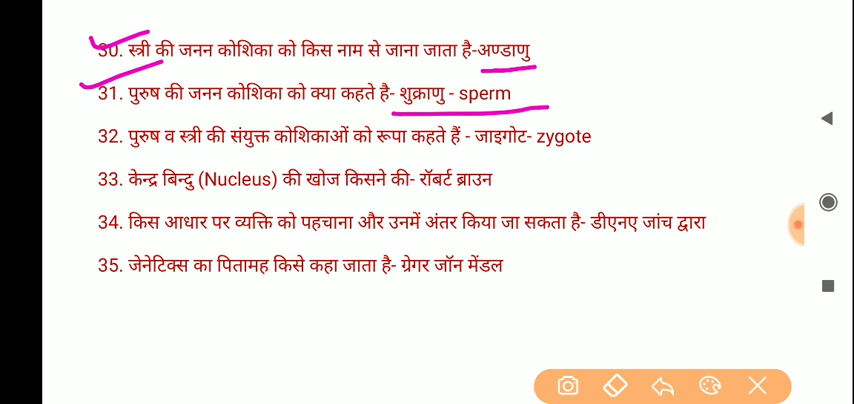 30. स्त्री की जनन कोशिका को किस नाम से जाना जाता है-अण्डाणु
31. पुरुष की जनन कोशिका को क्या कहते है- शुक्राणु - sperm
32. पुरुष व स्त्री की संयुक्त कोशिकाओं को रूपा कहते हैं - जाइगोट- zygote
33. केन्द्र बिन्दु (Nucleus) की खोज किसने की- रॉबर्ट ब्राउन
34. किस आधार पर व्यक्ति को पहचाना और उनमें अंतर किया जा सकता है- डीएनए जांच द्वारा
35. जेनेटिक्स का पितामह किसे कहा जाता है- ग्रेगर जॉन मेंडल